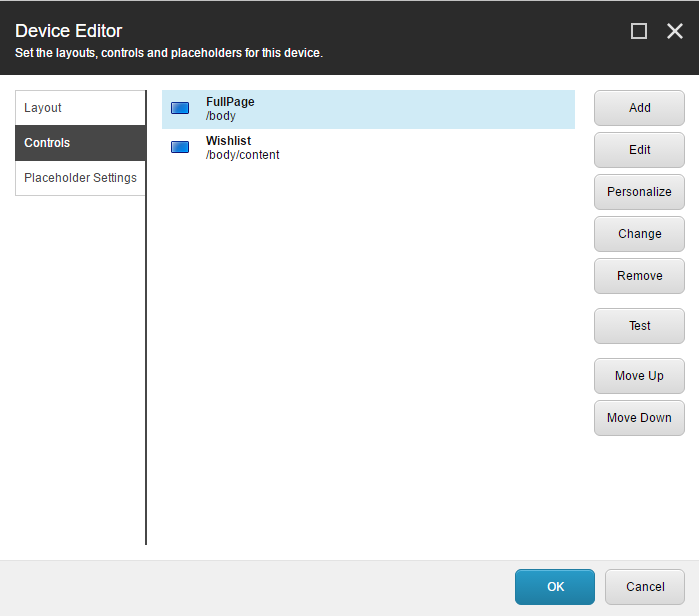 Device Editor
Set the layouts, controls and placeholders for this device.
Layout
Controls
Placeholder Settings
FullPage
/body
Wishlist
/body/content
Add
Edit
Personalize
Change
Remove
Test
Move Up
Move Down
OK
Cancel